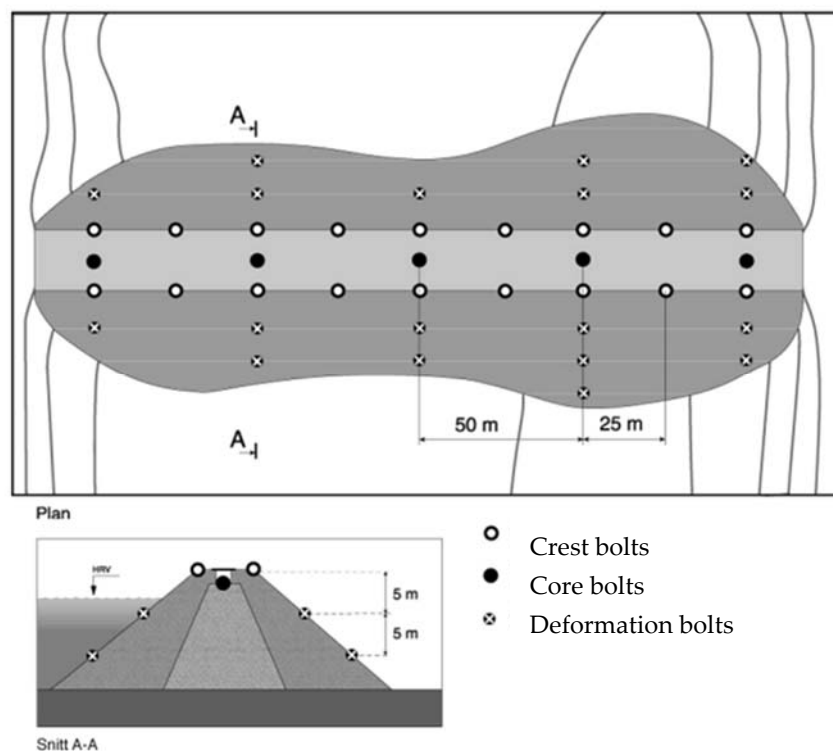 A
A
50 m
25 m
Plan
HRV
5 m
5 m
Snitt A-A
Crest bolts
Core bolts
Deformation bolts